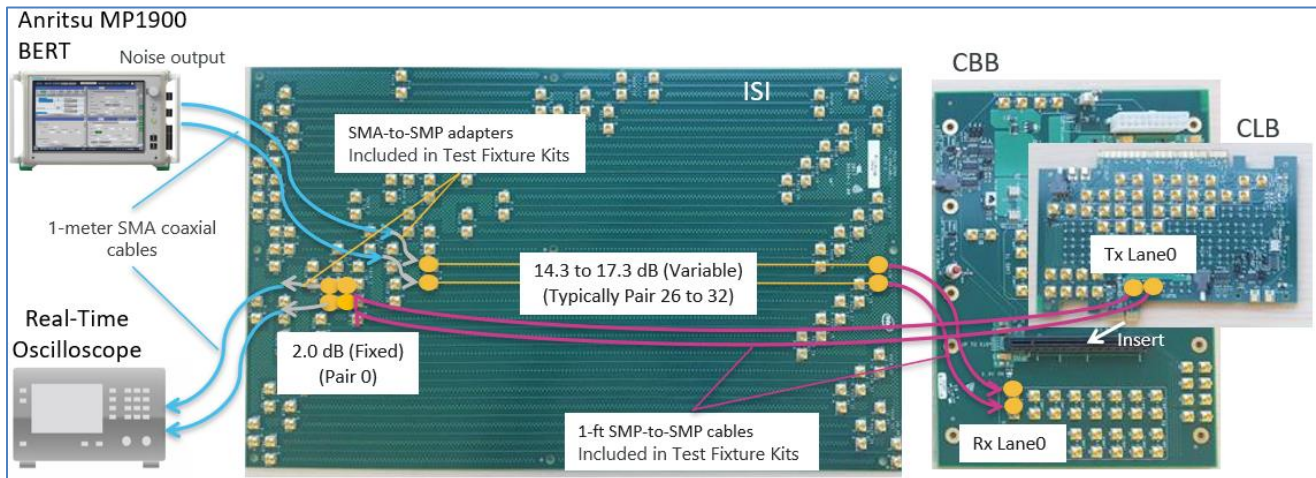 Anritsu MP1900
BERT
Noise output
ISI
CBB
CLB
SMA-to-SMP adapters
Included in Test Fixture Kits
1-meter SMA coaxial
cables
Tx Lane0
14.3 to 17.3 dB (Variable)
(Typically Pair 26 to 32)
Real-Time
Oscilloscope
2.0 dB (Fixed)
(Pair 0)
Insert
1-ft SMP-to-SMP cables
Included in Test Fixture Kits
Rx Lane0